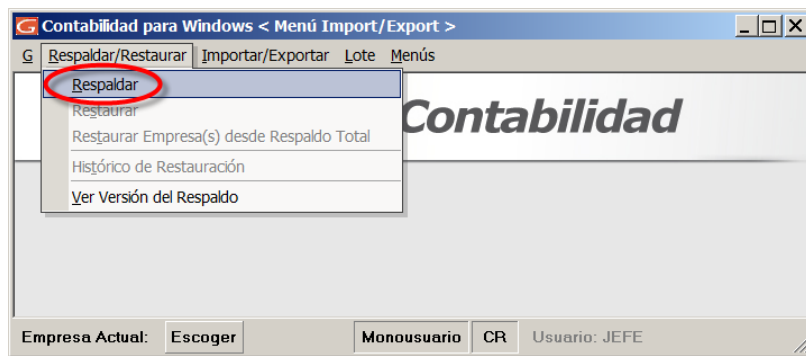 G Contabilidad para Windows < Menú Import/Export >
G Respaldar/Restaurar Importar/Exportar Lote Menús
Respaldar
Restaurar
Restaurar Empresa(s) desde Respaldo Total
Histórico de Restauración
Ver Versión del Respaldo
Contabilidad
Empresa Actual: Escoger Monousuario CR Usuario: JEFE